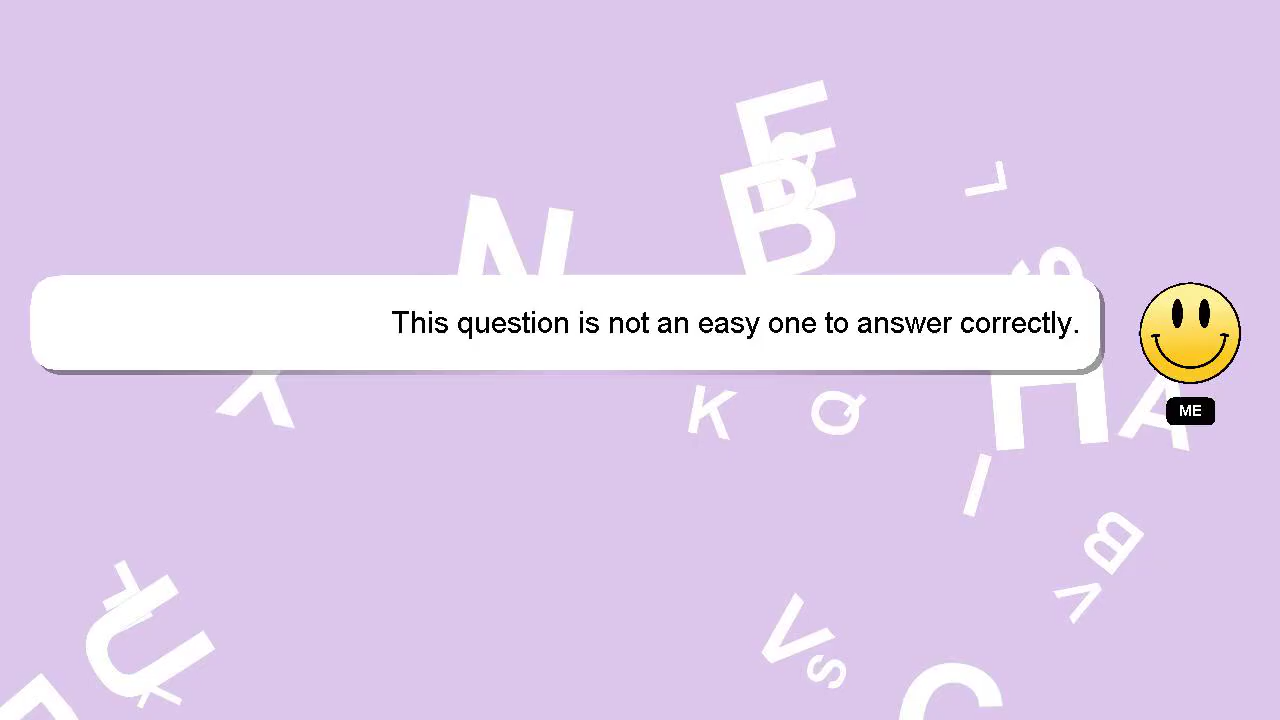 E
B
L
N
S
This question is not an easy one to answer correctly.
ME
X
K
Q
H
A
I
B
V
U
V
S
C